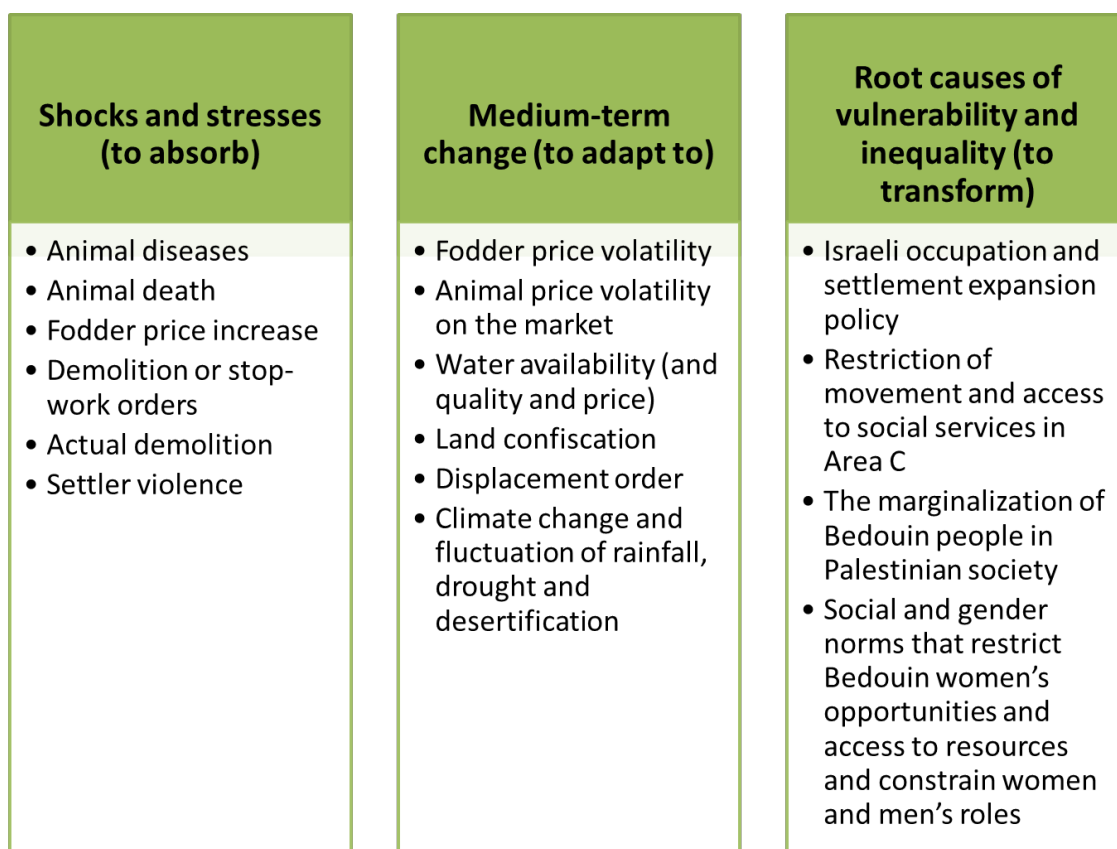 Shocks and stresses
(to absorb)
• Animal diseases
• Animal death
• Fodder price increase
• Demolition or stop-
work orders
• Actual demolition
• Settler violence
Medium-term
change (to adapt to)
• Fodder price volatility
• Animal price volatility
on the market
• Water availability (and
quality and price)
• Land confiscation
• Displacement order
• Climate change and
fluctuation of rainfall,
drought and
desertification
Root causes of
vulnerability and
inequality (to
transform)
• Israeli occupation and
settlement expansion
policy
• Restriction of
movement and access
to social services in
Area C
• The marginalization of
Bedouin people in
Palestinian society
• Social and gender
norms that restrict
Bedouin women’s
opportunities and
access to resources
and constrain women
and men’s roles